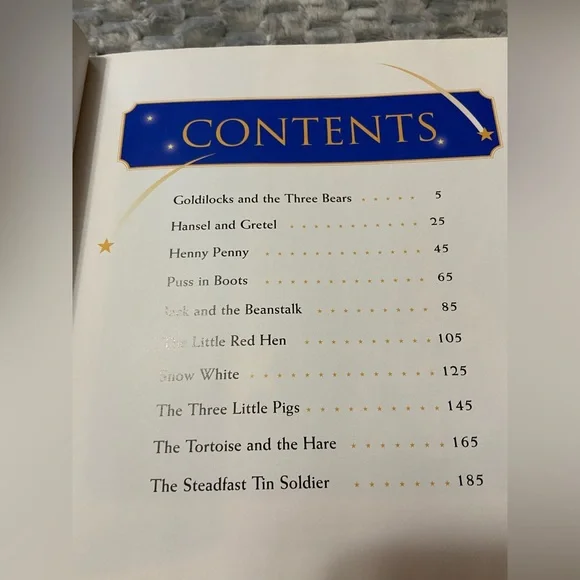 CONTENTS
Goldilocks and the Three Bears 5
Hansel and Gretel 25
Henny Penny 45
Puss in Boots 65
Jack and the Beanstalk 85
The Little Red Hen 105
Snow White 125
The Three Little Pigs 145
The Tortoise and the Hare 165
The Steadfast Tin Soldier 185